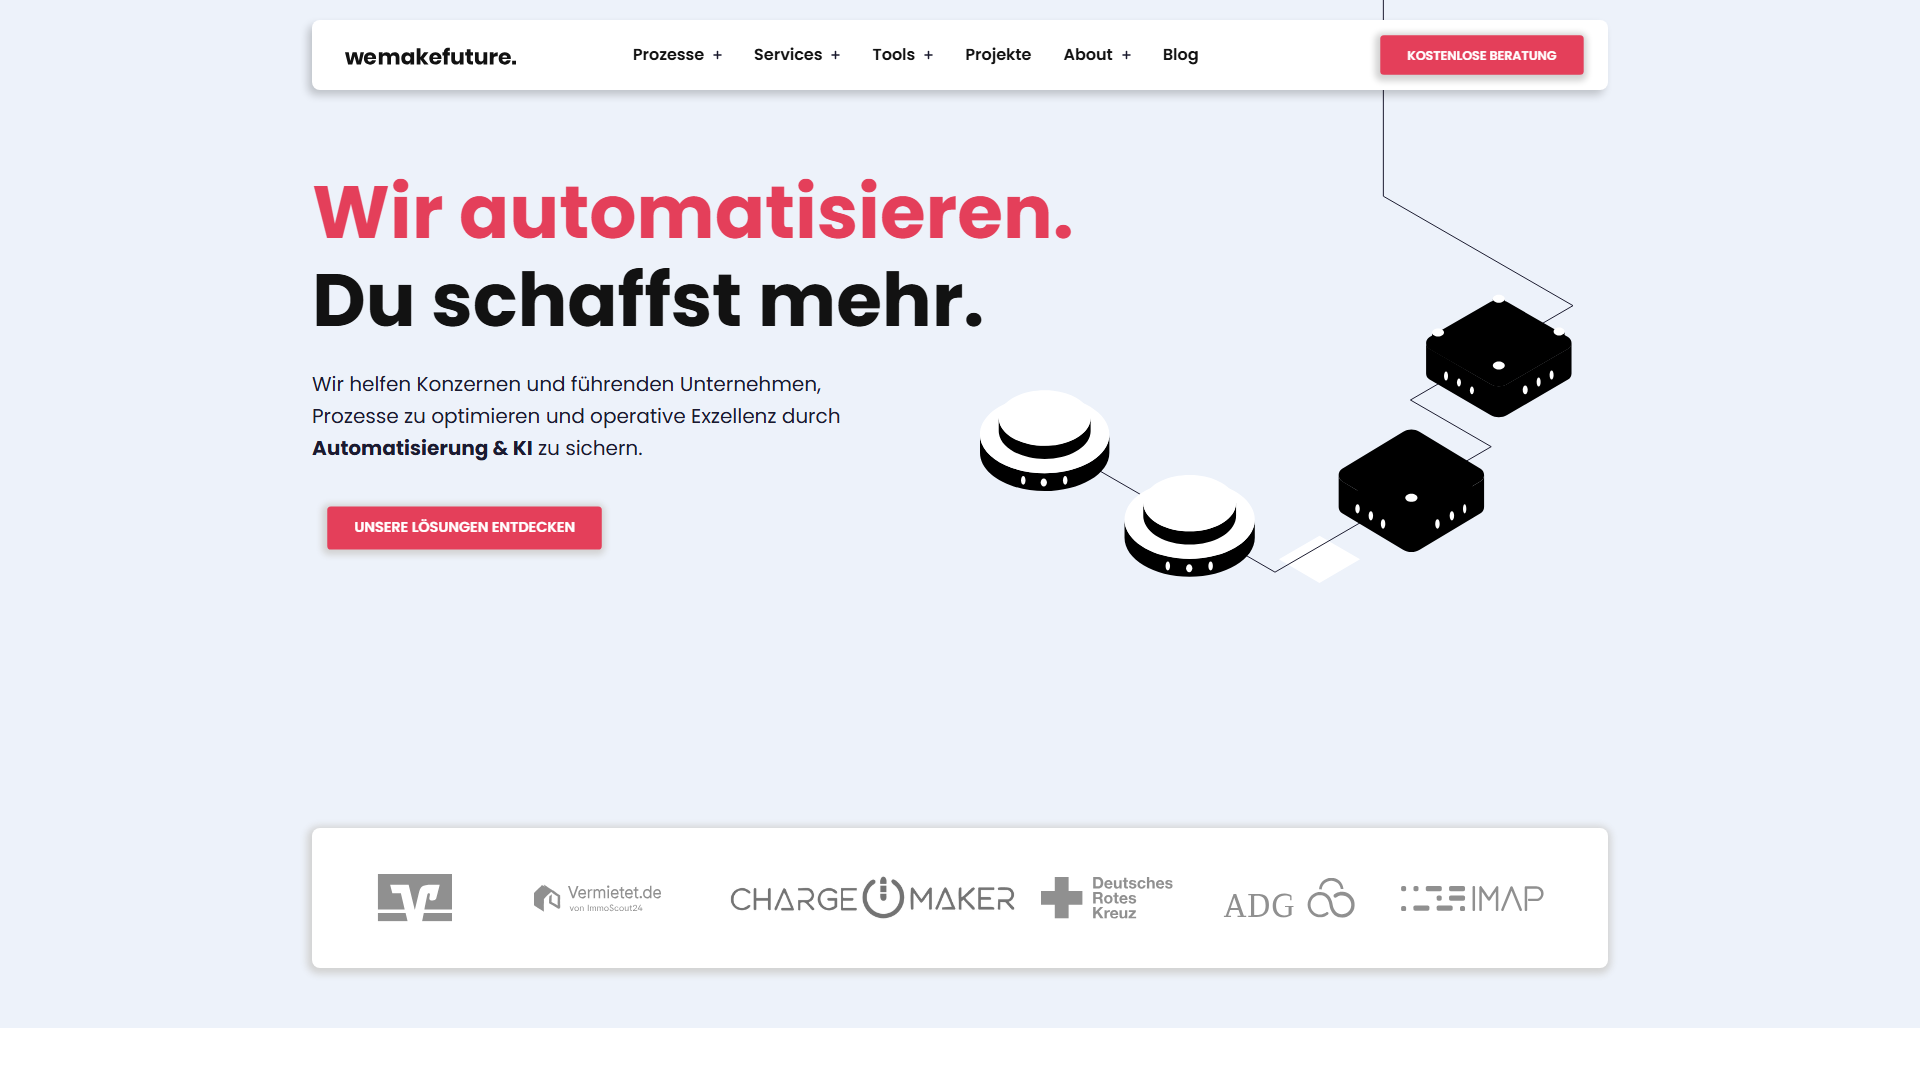 wemakefuture.
Prozesse +
Services +
Tools +
Projekte
About +
Blog
KOSTENLOSE BERATUNG
Wir automatisieren.
Du schaffst mehr.
Wir helfen Konzernen und führenden Unternehmen,
Prozesse zu optimieren und operative Exzellenz durch
Automatisierung & KI zu sichern.
UNSERE LÖSUNGEN ENTDECKEN
Vermietet.de
von ImmoScout24
CHARGE MAKER
Deutsches
Rotes
Kreuz
ADG
IMAP